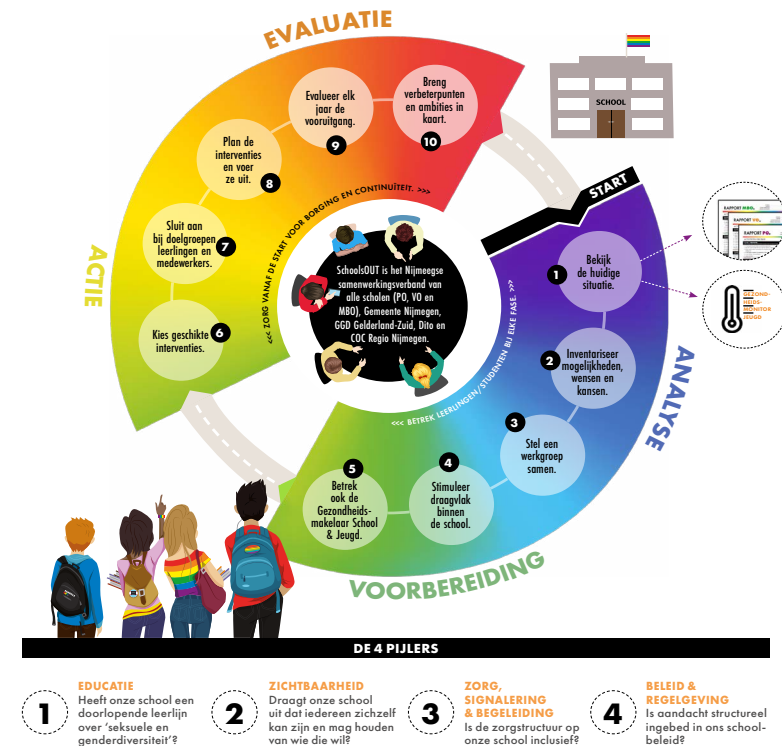 EVALUATIE
Breng
verbeterpunten
en ambities in
kaart.
10
Evalueer elk
jaar de
vooruitgang.
9
Plan de
interventies
en voer
ze uit.
8
Sluit aan
bij doelgroepen
leerlingen en
medewerkers.
7
Kies geschikte
interventies.
6
ACTIE
<<< ZORG VANAF DE START VOOR BORGING EN CONTINUÏTEIT. >>>
SCHOOL
START
SchoolsOUT is het Nijmeegse
samenwerkingsverband van
alle scholen (PO, VO en
MBO), Gemeente Nijmegen,
GGD Gelderland-Zuid, Dito en
COC Regio Nijmegen.
<<< BETREK LEERLINGEN/STUDENTEN BIJ ELKE FASE. >>>
1
Bekijk
de huidige
situatie.
RAPPORT MBO.
RAPPORT VO.
RAPPORT PO.
GEZOND-
HEIDS-
MONITOR
JEUGD
2
Inventariseer
mogelijkheden,
wensen en
kansen.
ANALYSE
3
Stel een
werkgroep
samen.
4
Stimuleer
draagvlak
binnen
de school.
5
Betrek
ook de
Gezondheids-
makelaar School
& Jeugd.
VOORBEREIDING
DE 4 PIJLERS
1
EDUCATIE
Heeft onze school een
doorlopende leerlijn
over ‘seksuele en
genderdiversiteit’?
2
ZICHTBAARHEID
Draagt onze school
uit dat iedereen zichzelf
kan zijn en mag houden
van wie die wil?
3
ZORG,
SIGNALERING
& BEGELEIDING
Is de zorgstructuur op
onze school inclusief?
4
BELEID &
REGELGEVING
Is aandacht structureel
ingebed in ons school-
beleid?